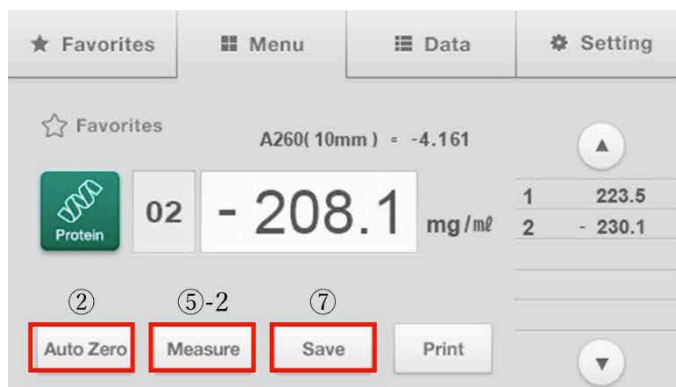 ★ Favorites
Menu
Data
Setting
☆ Favorites
A260( 10mm ) = -4.161
▲
Protein
02
- 208.1 mg/㎖
1 223.5
2 - 230.1
② ⑤-2 ⑦
Auto Zero
Measure
Save
Print
▼